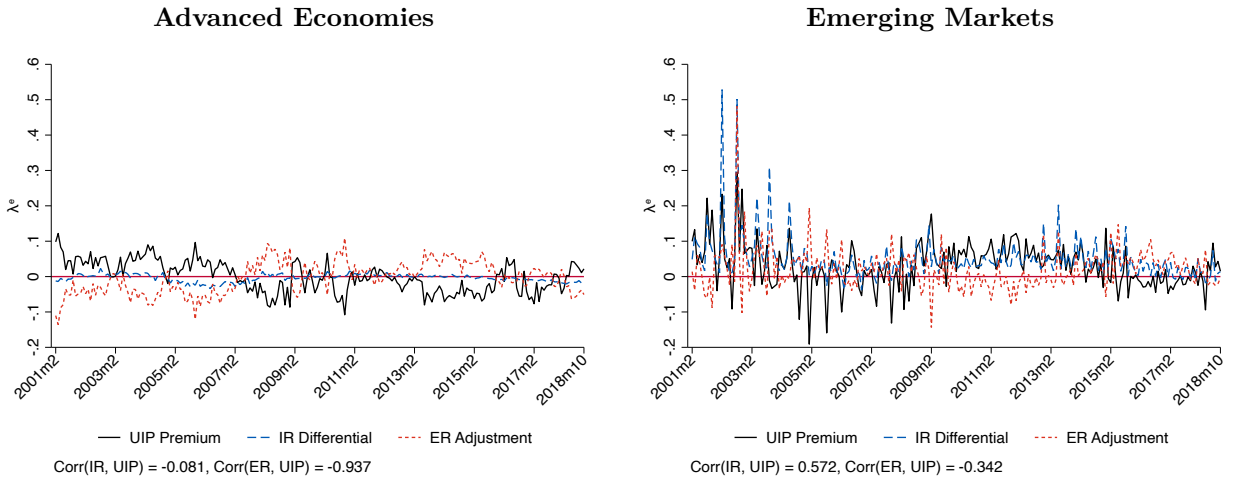 Advanced Economies
.6
.5
.4
.3
.2
.1
0
-.1
-.2
λᵉ
2001m2
2003m2
2005m2
2007m2
2009m2
2011m2
2013m2
2015m2
2017m2
2018m10
UIP Premium IR Differential ER Adjustment
Corr(IR, UIP) = -0.081, Corr(ER, UIP) = -0.937
Emerging Markets
.6
.5
.4
.3
.2
.1
0
-.1
-.2
λᵉ
2001m2
2003m2
2005m2
2007m2
2009m2
2011m2
2013m2
2015m2
2017m2
2018m10
UIP Premium IR Differential ER Adjustment
Corr(IR, UIP) = 0.572, Corr(ER, UIP) = -0.342